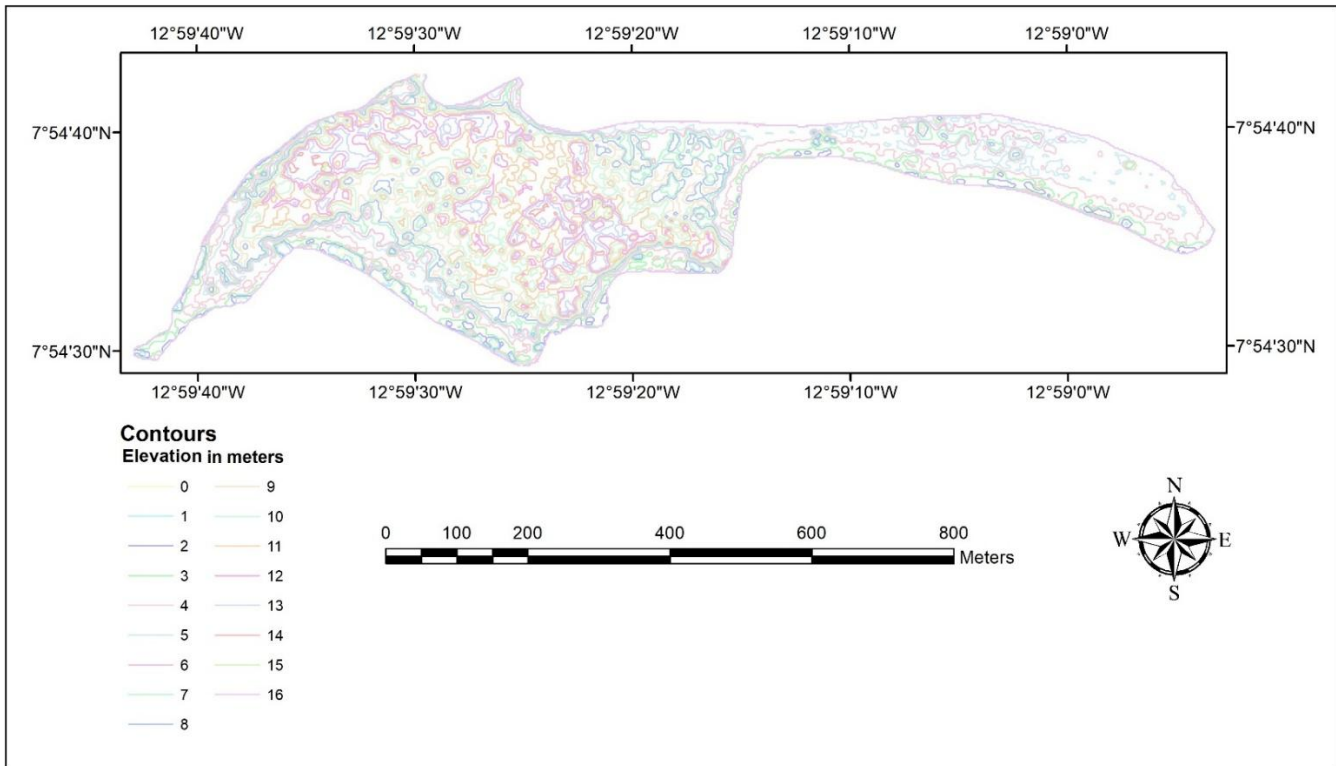 12°59'40"W 12°59'30"W 12°59'20"W 12°59'10"W 12°59'0"W
7°54'40"N 7°54'40"N
7°54'30"N 7°54'30"N
12°59'40"W 12°59'30"W 12°59'20"W 12°59'10"W 12°59'0"W
Contours
Elevation in meters
0 9
1 10
2 11
3 12
4 13
5 14
6 15
7 16
8
0 100 200 400 600 800
Meters
N
W E
S